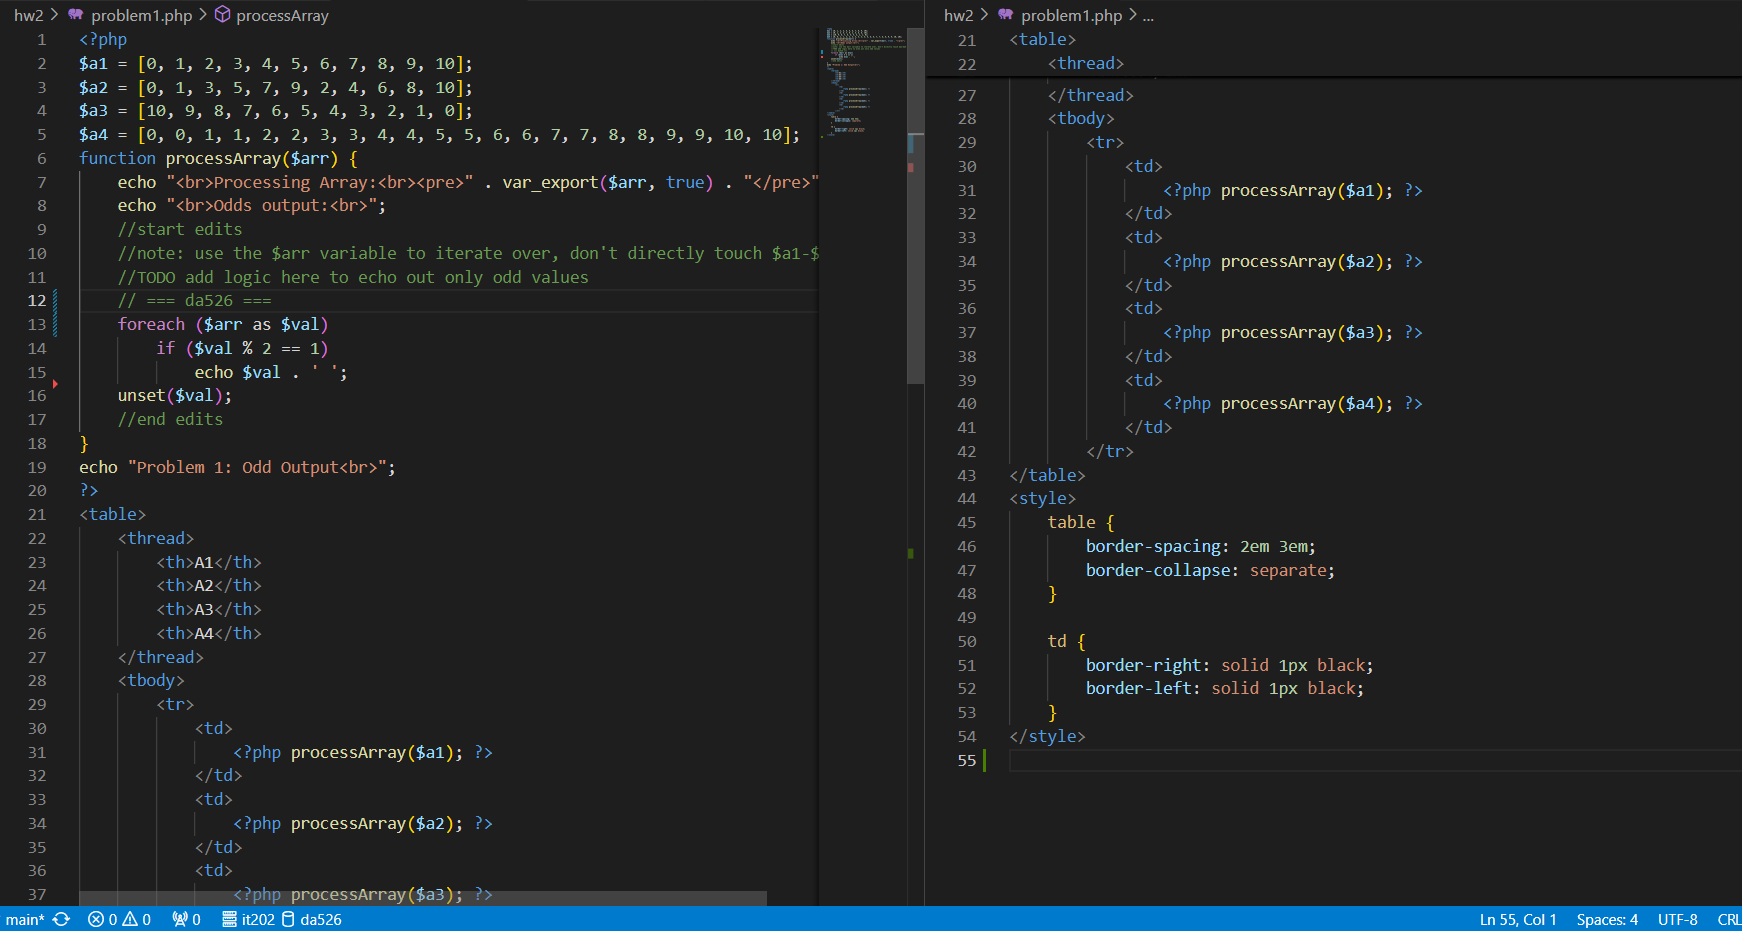 hw2 > problem1.php > processArray
1 <?php
2 $a1 = [0, 1, 2, 3, 4, 5, 6, 7, 8, 9, 10];
3 $a2 = [0, 1, 3, 5, 7, 9, 2, 4, 6, 8, 10];
4 $a3 = [10, 9, 8, 7, 6, 5, 4, 3, 2, 1, 0];
5 $a4 = [0, 0, 1, 1, 2, 2, 3, 3, 4, 4, 5, 5, 6, 6, 7, 7, 8, 8, 9, 9, 10, 10];
6 function processArray($arr) {
7 echo "<br>Processing Array:<br><pre>" . var_export($arr, true) . "</pre>"
8 echo "<br>Odds output:<br>";
9 //start edits
10 //note: use the $arr variable to iterate over, don't directly touch $a1-$
11 //TODO add logic here to echo out only odd values
12 // === da526 ===
13 foreach ($arr as $val)
14 if ($val % 2 == 1)
15 echo $val . ' ';
16 unset($val);
17 //end edits
18 }
19 echo "Problem 1: Odd Output<br>";
20 ?>
21 <table>
22 <thread>
23 <th>A1</th>
24 <th>A2</th>
25 <th>A3</th>
26 <th>A4</th>
27 </thread>
28 <tbody>
29 <tr>
30 <td>
31 <?php processArray($a1); ?>
32 </td>
33 <td>
34 <?php processArray($a2); ?>
35 </td>
36 <td>
37 <?php processArray($a3); ?>
hw2 > problem1.php > ...
21 <table>
22 <thread>
27 </thread>
28 <tbody>
29 <tr>
30 <td>
31 <?php processArray($a1); ?>
32 </td>
33 <td>
34 <?php processArray($a2); ?>
35 </td>
36 <td>
37 <?php processArray($a3); ?>
38 </td>
39 <td>
40 <?php processArray($a4); ?>
41 </td>
42 </tr>
43 </table>
44 <style>
45 table {
46 border-spacing: 2em 3em;
47 border-collapse: separate;
48 }
49
50 td {
51 border-right: solid 1px black;
52 border-left: solid 1px black;
53 }
54 </style>
55
main* 0 0 0 it202 da526 Ln 55, Col 1 Spaces: 4 UTF-8 CRL